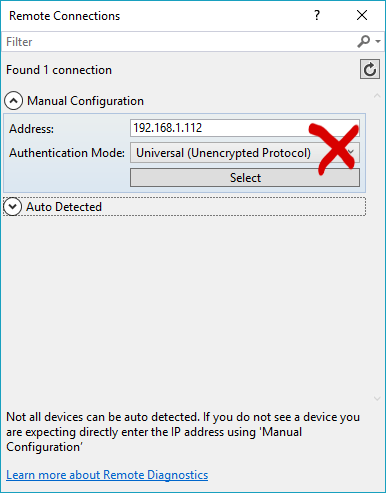 Remote Connections
Filter
Found 1 connection
Manual Configuration
Address: 192.168.1.112
Authentication Mode: Universal (Unencrypted Protocol)
Select
Auto Detected
Not all devices can be auto detected. If you do not see a device you
are expecting directly enter the IP address using 'Manual
Configuration'
Learn more about Remote Diagnostics